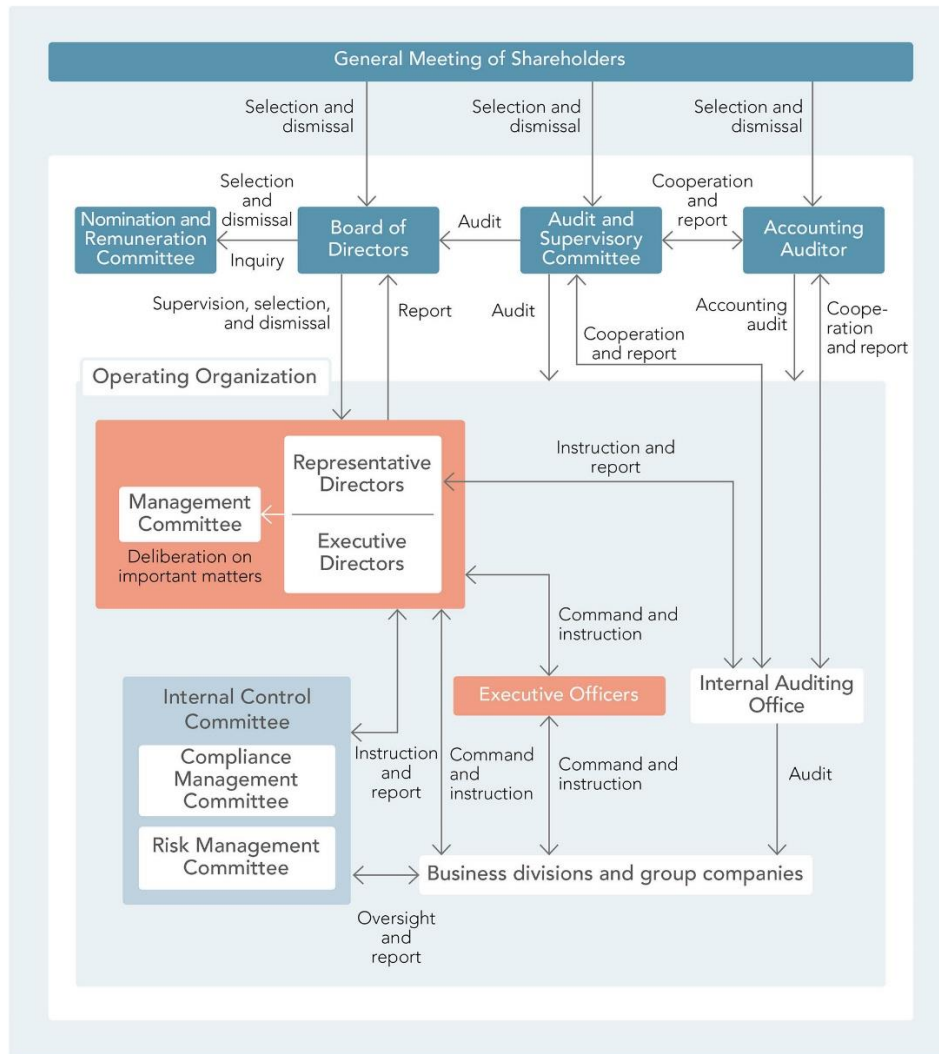 General Meeting of Shareholders
Selection and
dismissal
Selection and
dismissal
Selection and
dismissal
Nomination and
Remuneration
Committee
Selection
and
dismissal
Inquiry
Board of
Directors
Audit
Audit and
Supervisory
Committee
Cooperation
and
report
Accounting
Auditor
Supervision, selection,
and dismissal
Report
Audit
Cooperation
and report
Accounting
audit
Coope-
ration
and report
Operating Organization
Representative
Directors
Executive
Directors
Management
Committee
Deliberation on
important matters
Instruction and
report
Command and
instruction
Internal Control
Committee
Compliance
Management
Committee
Risk Management
Committee
Instruction
and
report
Command
and
instruction
Executive Officers
Command and
instruction
Internal Auditing
Office
Audit
Business divisions and group companies
Oversight
and
report